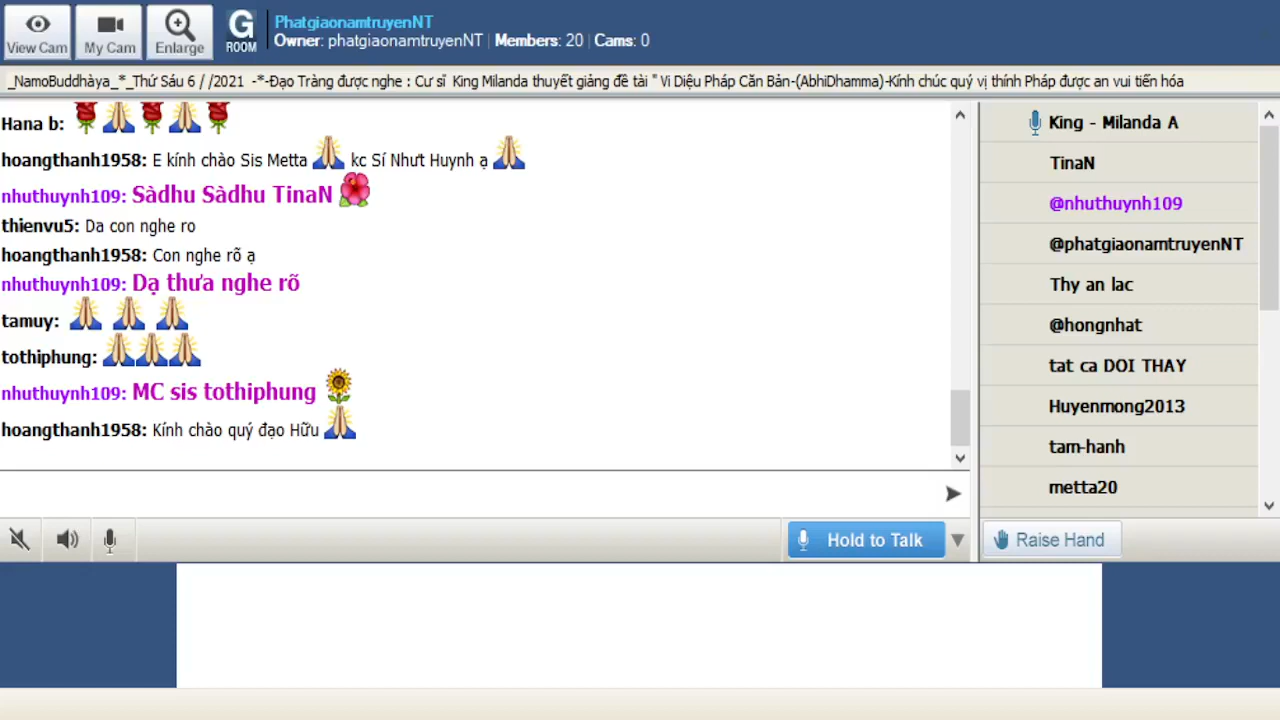 View Cam
My Cam
Enlarge
G
ROOM
PhatgiaonamtruyenNT
Owner: phatgiaonamtruyenNT | Members: 20 | Cams: 0
_NamoBuddhàya_*_Thứ Sáu 6 / /2021 -*-Đạo Tràng được nghe : Cư sĩ King Milanda thuyết giảng đề tài " Vi Diệu Pháp Căn Bản-(AbhiDhamma)-Kính chúc quý vị thính Pháp được an vui tiến hóa
Hana b:
hoangthanh1958: E kính chào Sis Metta kc Sí Nhưt Huynh ạ
nhuthuynh109: Sàdhu Sàdhu TinaN
thienvu5: Da con nghe ro
hoangthanh1958: Con nghe rõ ạ
nhuthuynh109: Dạ thưa nghe rõ
tamuy:
tothiphung:
nhuthuynh109: MC sis tothiphung
hoangthanh1958: Kính chào quý đạo Hữu
King - Milanda A
TinaN
@nhuthuynh109
@phatgiaonamtruyenNT
Thy an lac
@hongnhat
tat ca DOI THAY
Huyenmong2013
tam-hanh
metta20
Hold to Talk
Raise Hand